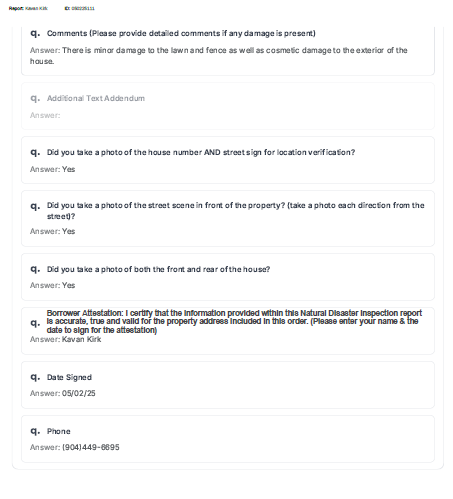 Report: Kavan Kirk ID: 050225111
q. Comments (Please provide detailed comments if any damage is present)
Answer: There is minor damage to the lawn and fence as well as cosmetic damage to the exterior of the
house.
q. Additional Text Addendum
Answer:
q. Did you take a photo of the house number AND street sign for location verification?
Answer: Yes
q. Did you take a photo of the street scene in front of the property? (take a photo each direction from the
street)?
Answer: Yes
q. Did you take a photo of both the front and rear of the house?
Answer: Yes
q. Borrower Attestation: I certify that the information provided within this Natural Disaster Inspection report
is accurate, true and valid for the property address included in this order. (Please enter your name & the
date to sign for the attestation)
Answer: Kavan Kirk
q. Date Signed
Answer: 05/02/25
q. Phone
Answer: (904)449-6695